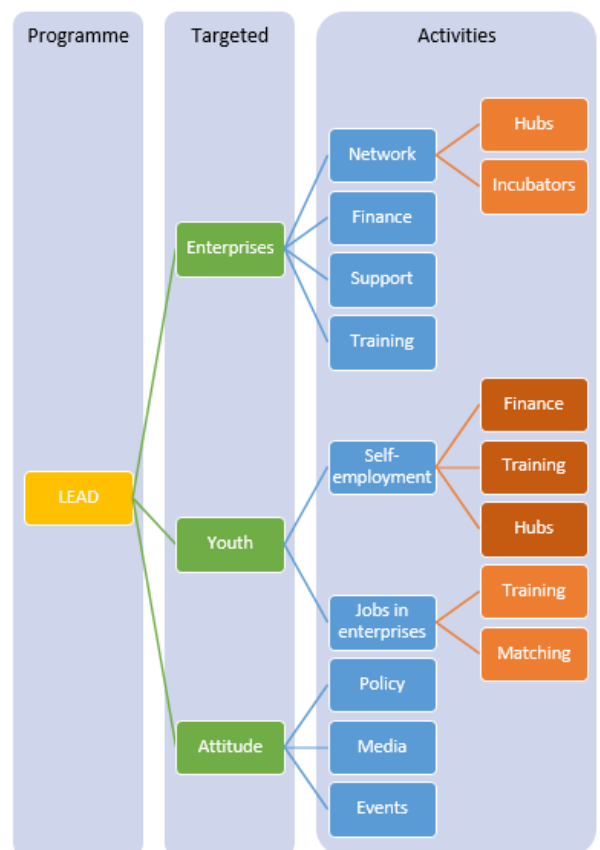 Programme
Targeted
Activities
Hubs
Network
Incubators
Finance
Enterprises
Support
Training
Finance
Self-
employment
Training
LEAD
Hubs
Youth
Training
Jobs in
enterprises
Matching
Policy
Attitude
Media
Events